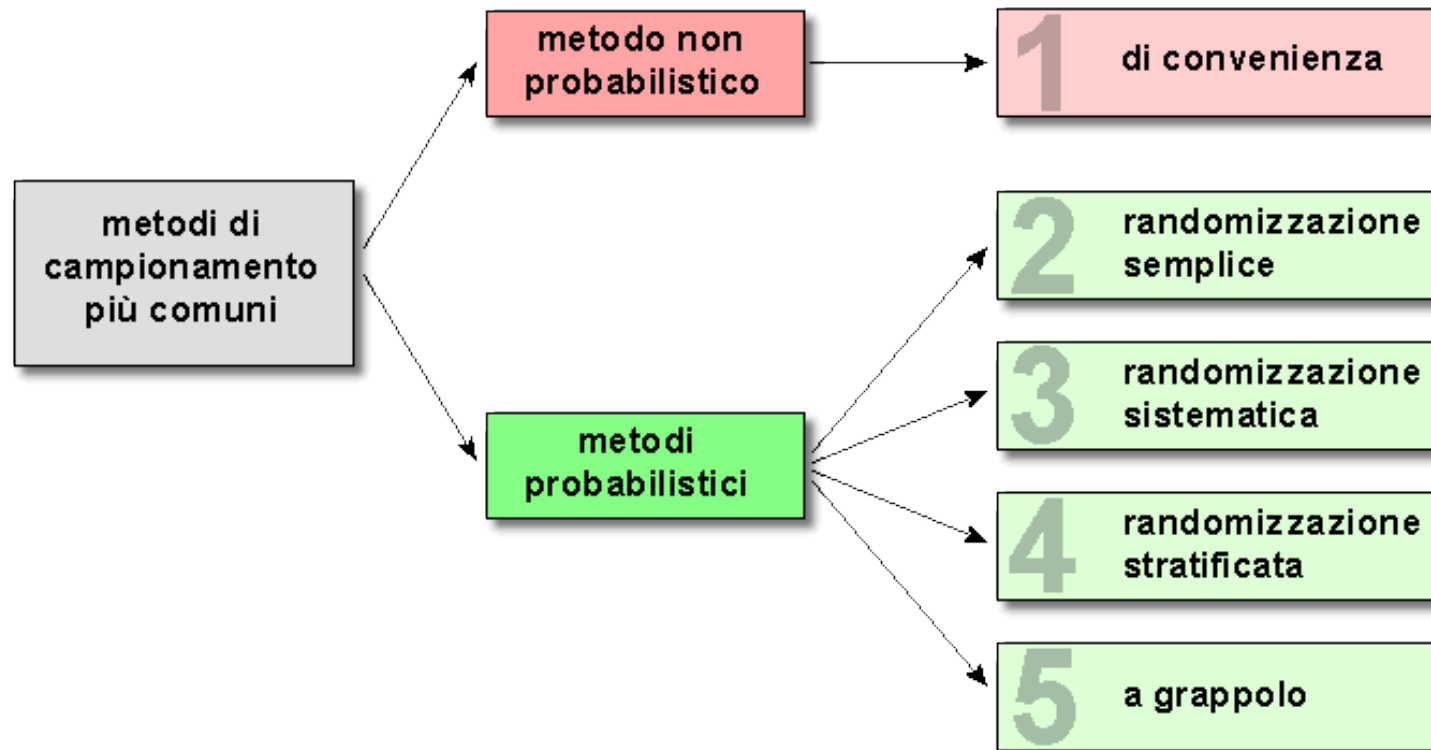 metodi di
campionamento
più comuni
metodo non
probabilistico
metodi
probabilistici
1
di convenienza
2
randomizzazione
semplice
3
randomizzazione
sistematica
4
randomizzazione
stratificata
5
a grappolo